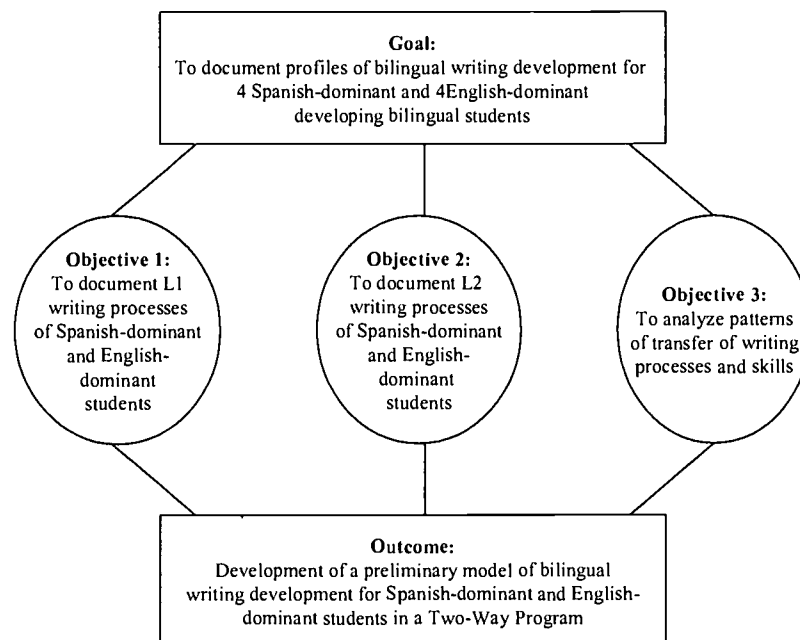 Goal:
To document profiles of bilingual writing development for
4 Spanish-dominant and 4English-dominant
developing bilingual students
Objective 1:
To document L1
writing processes
of Spanish-dominant
and English-
dominant
students
Objective 2:
To document L2
writing processes
of Spanish-dominant
and English-
dominant
students
Objective 3:
To analyze patterns
of transfer of writing
processes and skills
Outcome:
Development of a preliminary model of bilingual
writing development for Spanish-dominant and English-
dominant students in a Two-Way Program